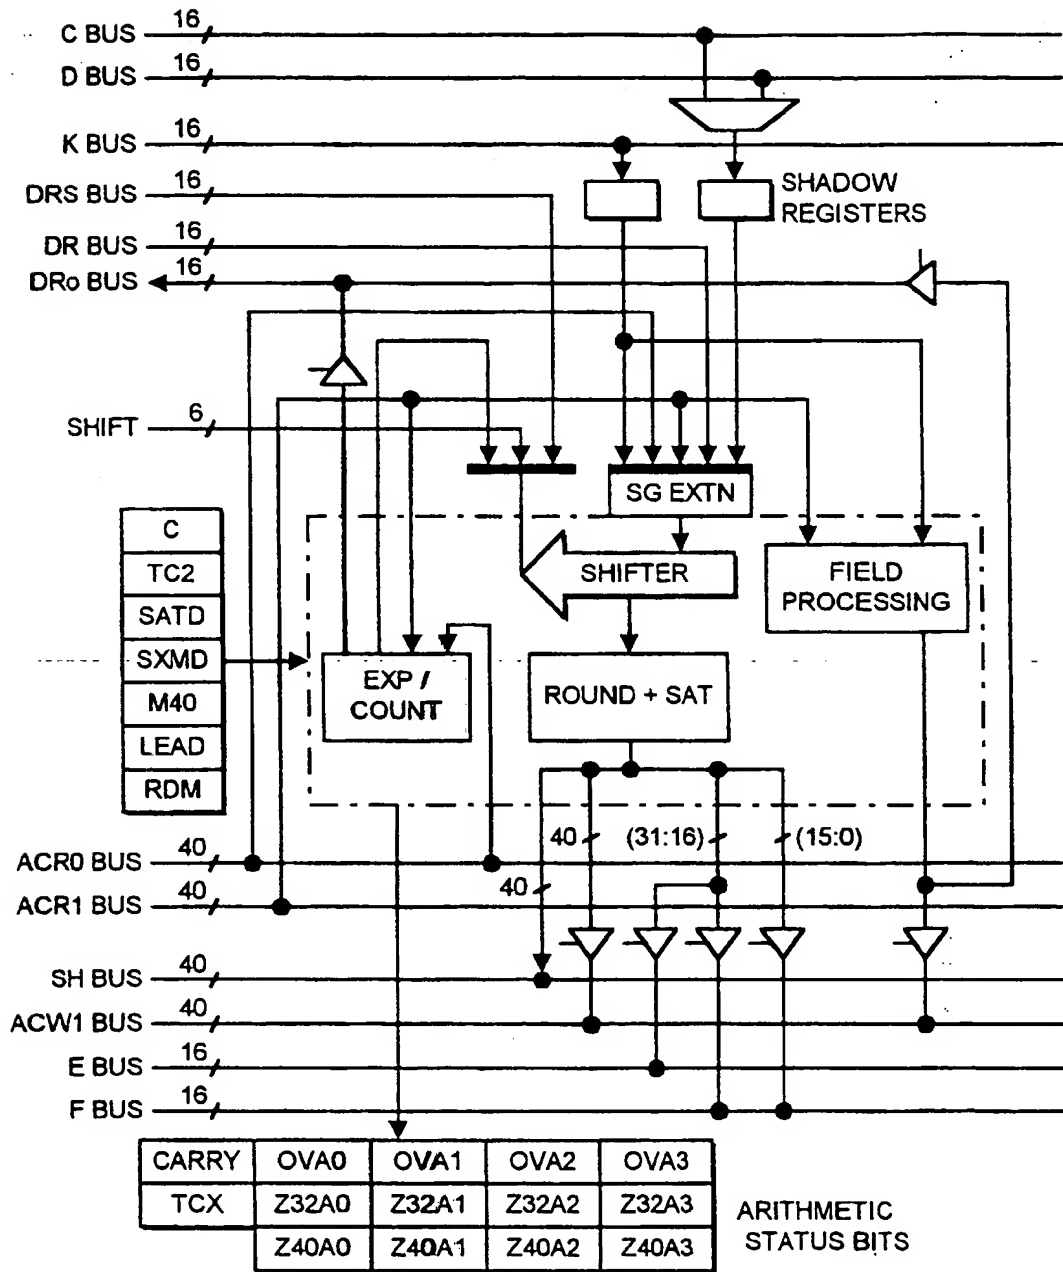 C BUS 16
D BUS 16
K BUS 16
DRS BUS 16
SHADOW
REGISTERS
DR BUS 16
DRo BUS 16
SHIFT 6
SG EXTN
C
TC2
SATD
SXMD
M40
LEAD
RDM
SHIFTER
FIELD
PROCESSING
EXP /
COUNT
ROUND + SAT
40 (31:16) (15:0)
ACR0 BUS 40
40
ACR1 BUS 40
SH BUS 40
ACW1 BUS 40
E BUS 16
F BUS 16
CARRY OVA0 OVA1 OVA2 OVA3
TCX Z32A0 Z32A1 Z32A2 Z32A3
Z40A0 Z40A1 Z40A2 Z40A3
ARITHMETIC
STATUS BITS